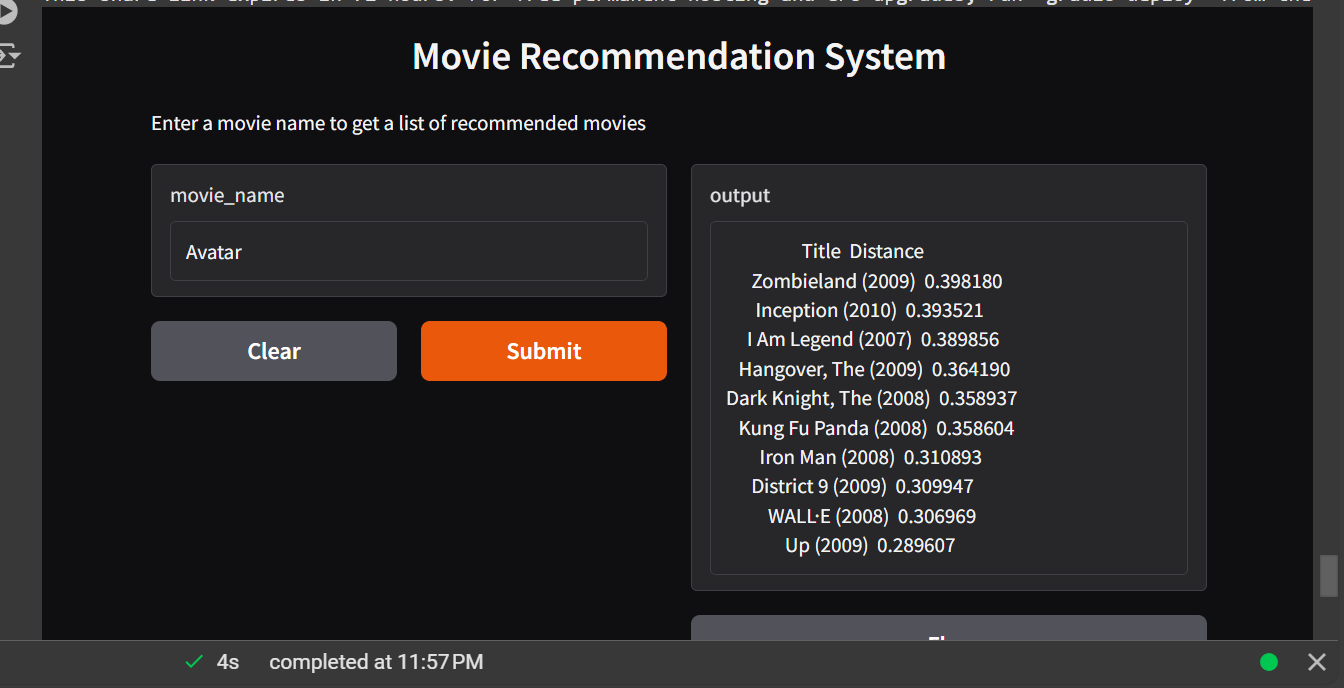 Movie Recommendation System
Enter a movie name to get a list of recommended movies
movie_name
Avatar
Clear
Submit
output
Title Distance
Zombieland (2009) 0.398180
Inception (2010) 0.393521
I Am Legend (2007) 0.389856
Hangover, The (2009) 0.364190
Dark Knight, The (2008) 0.358937
Kung Fu Panda (2008) 0.358604
Iron Man (2008) 0.310893
District 9 (2009) 0.309947
WALL·E (2008) 0.306969
Up (2009) 0.289607
4s completed at 11:57 PM